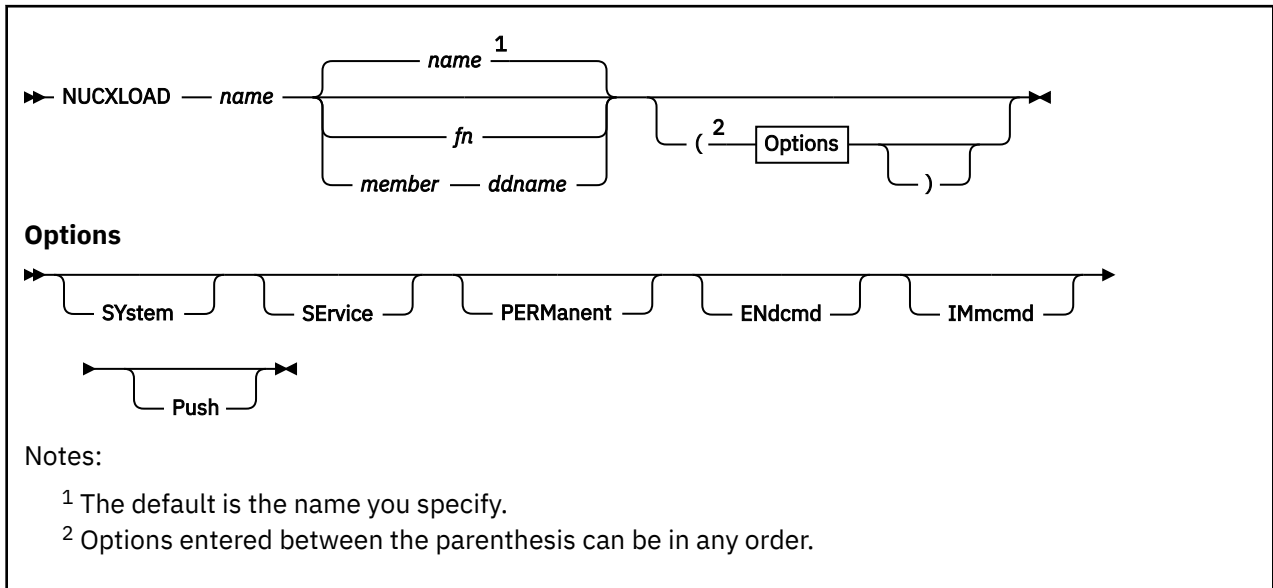 name 1
NUCXLOAD name
fn
member ddname
( 2 Options )
Options
SYstem SErvice PERManent ENdcmd IMmcmd
Push
Notes:
1 The default is the name you specify.
2 Options entered between the parenthesis can be in any order.